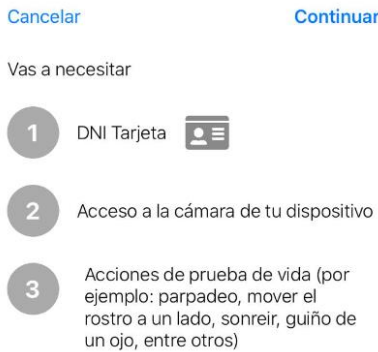 Cancelar Continuar
Vas a necesitar
1 DNI Tarjeta
2 Acceso a la cámara de tu dispositivo
3 Acciones de prueba de vida (por
ejemplo: parpadeo, mover el
rostro a un lado, sonreir, guiño de
un ojo, entre otros)